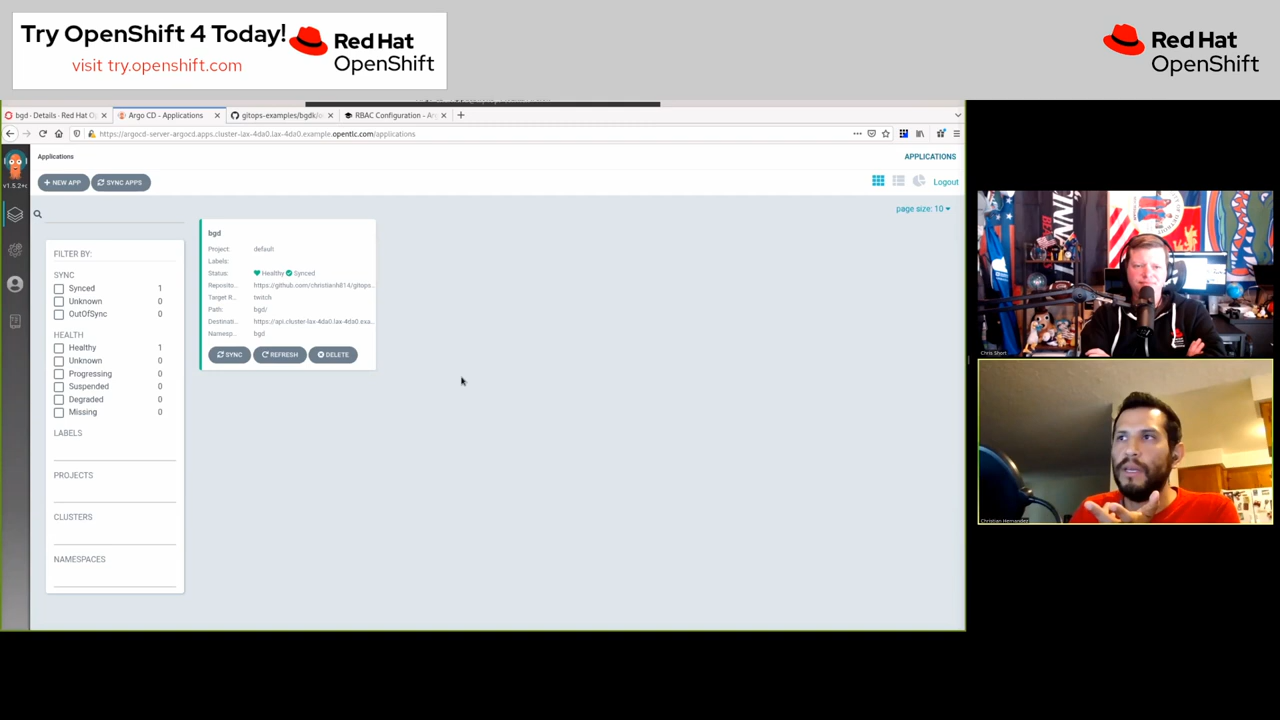 Try OpenShift 4 Today!
visit try.openshift.com
Red Hat
OpenShift
Red Hat
OpenShift
bgd - Details · Red Hat O
Argo CD - Applications
gitops-examples/bgdk/o
RBAC Configuration - Ar
https://argocd-server-argocd.apps.cluster-lax-4da0.lax-4da0.example.opentlc.com/applications
v1.5.2+c
Applications
APPLICATIONS
NEW APP
SYNC APPS
Logout
page size: 10
FILTER BY:
SYNC
Synced 1
Unknown 0
OutOfSync 0
HEALTH
Healthy 1
Unknown 0
Progressing 0
Suspended 0
Degraded 0
Missing 0
LABELS
PROJECTS
CLUSTERS
NAMESPACES
bgd
Project: default
Labels:
Status: Healthy Synced
Reposito... https://github.com/christianh814/gitops...
Target R... twitch
Path: bgd/
Destinati... https://api.cluster-lax-4da0.lax-4da0.exa...
Namesp... bgd
SYNC
REFRESH
DELETE
Chris Short
Christian Hernandez